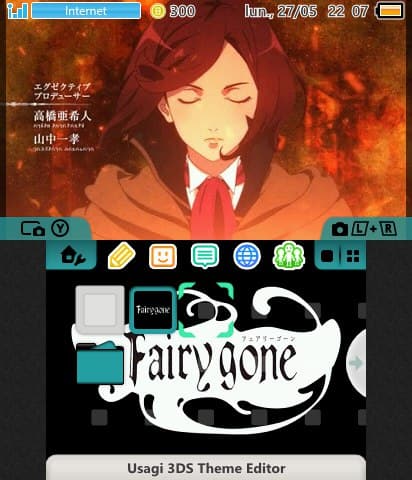 Internet
300
lun., 27/05
22 07
エグゼクティブ
プロデューサー
高橋亜希人
山中一孝
Y
L+R
Fairy gone
フェアリーゴーン
Fairy gone
Usagi 3DS Theme Editor